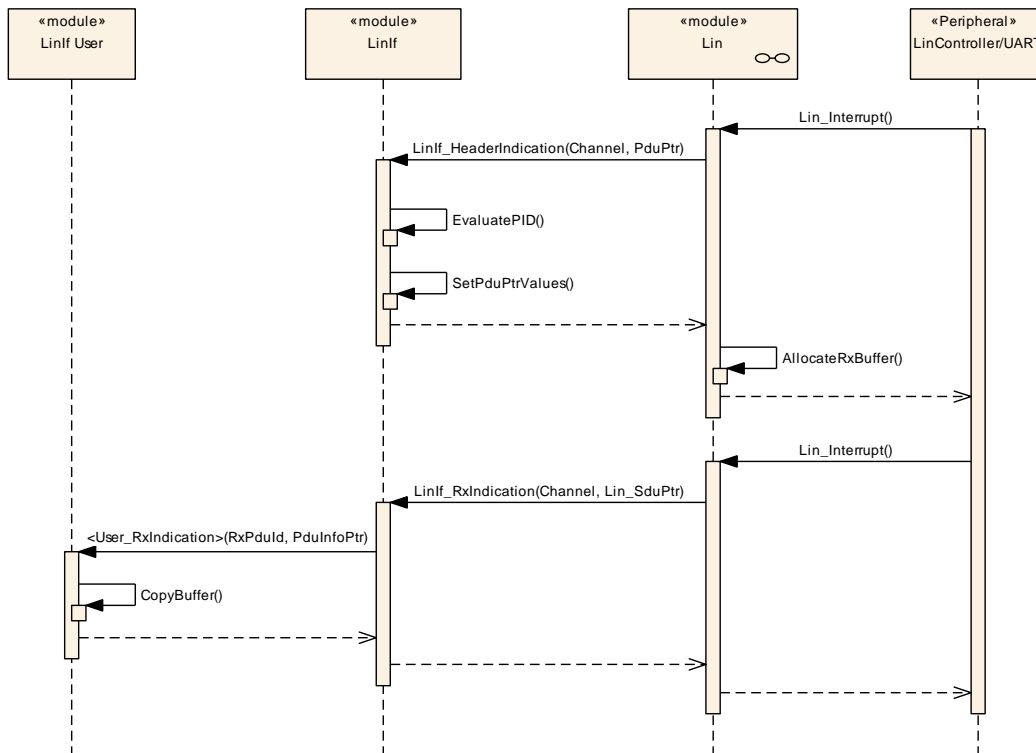 «module»
LinIf User
«module»
LinIf
«module»
Lin
«Peripheral»
LinController/UART
Lin_Interrupt()
LinIf_HeaderIndication(Channel, PduPtr)
EvaluatePID()
SetPduPtrValues()
AllocateRxBuffer()
Lin_Interrupt()
LinIf_RxIndication(Channel, Lin_SduPtr)
<User_RxIndication>(RxPduId, PduInfoPtr)
CopyBuffer()